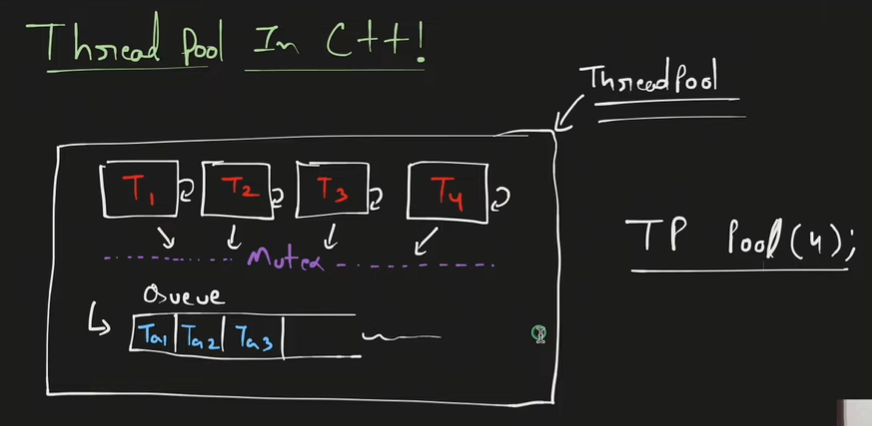 Thread Pool In C++!
ThreadPool
T1 T2 T3 T4
TP Pool(4);
Mutex
Queue
Ta1 Ta2 Ta3